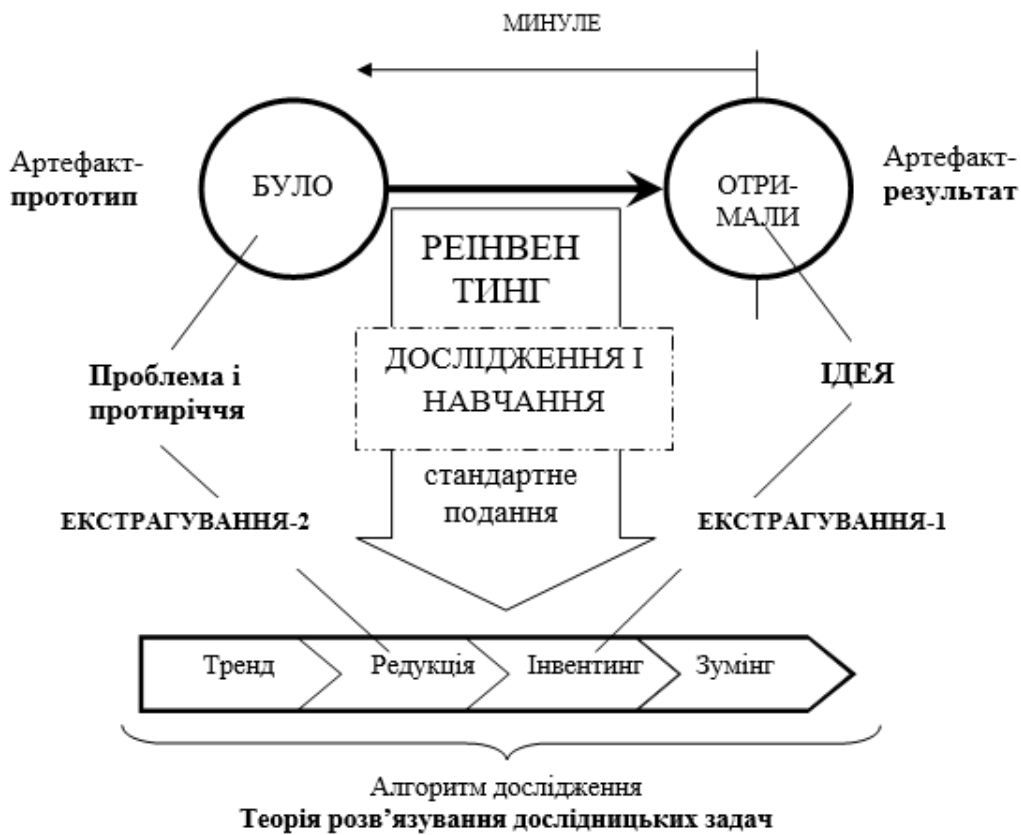 МИНУЛЕ
Артефакт-
прототип
БУЛО
ОТРИ-
МАЛИ
Артефакт-
результат
РЕІНВЕН
ТИНГ
ДОСЛІДЖЕННЯ І
НАВЧАННЯ
Проблема і
протиріччя
ІДЕЯ
стандартне
подання
ЕКСТРАГУВАННЯ-2
ЕКСТРАГУВАННЯ-1
Тренд
Редукція
Інвентинг
Зумінг
Алгоритм дослідження
Теорія розв’язування дослідницьких задач